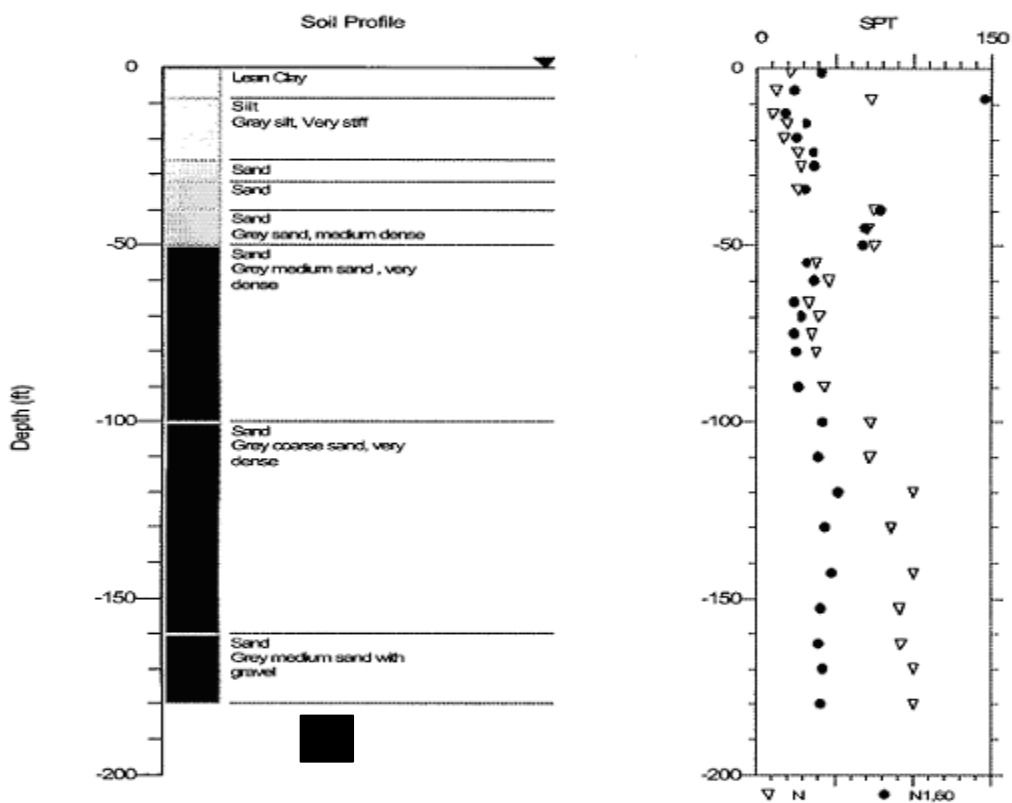 Soil Profile
SPT
0
150
0
0
Lean Clay
Silt
Gray silt, Very stiff
Sand
Sand
Sand
Grey sand, medium dense
-50
-50
Sand
Grey medium sand , very
dense
Depth (ft)
-100
-100
Sand
Grey coarse sand, very
dense
-150
-150
Sand
Grey medium sand with
gravel
-200
-200
N
N1,60